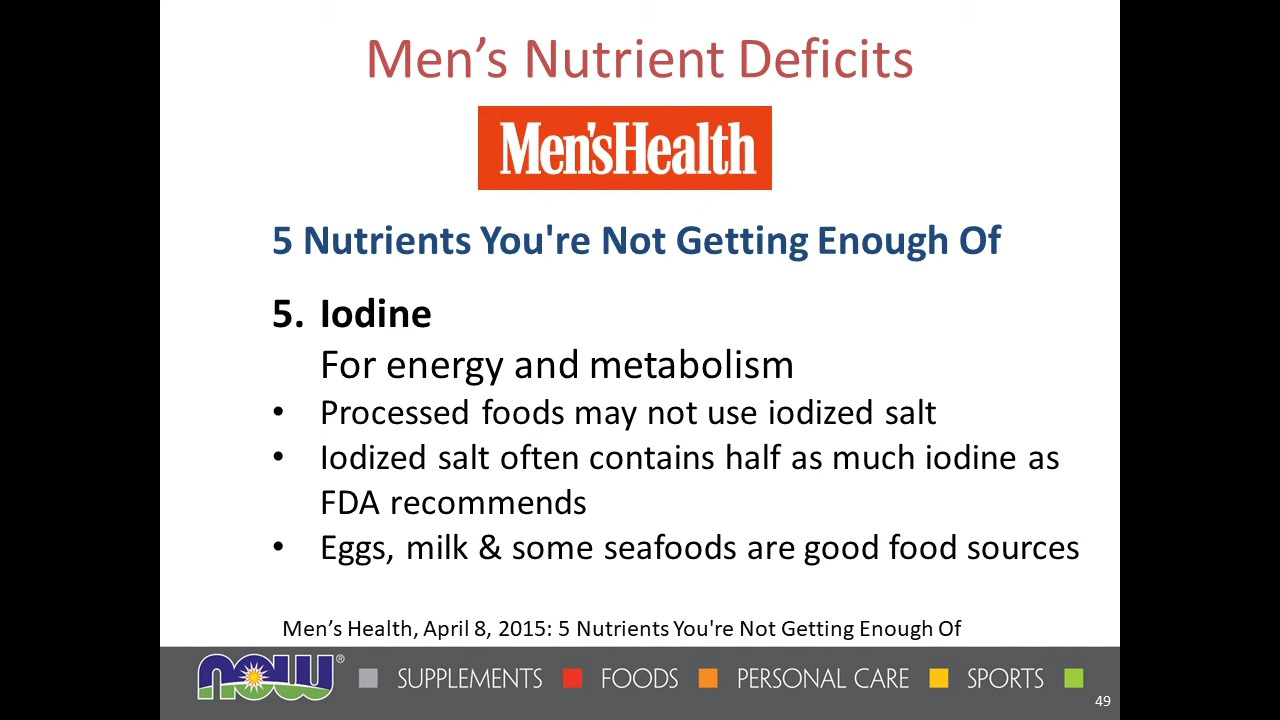 Men’s Nutrient Deficits
Men'sHealth
5 Nutrients You're Not Getting Enough Of
5. Iodine
For energy and metabolism
• Processed foods may not use iodized salt
• Iodized salt often contains half as much iodine as
FDA recommends
• Eggs, milk & some seafoods are good food sources
Men’s Health, April 8, 2015: 5 Nutrients You're Not Getting Enough Of
now® SUPPLEMENTS FOODS PERSONAL CARE SPORTS
49